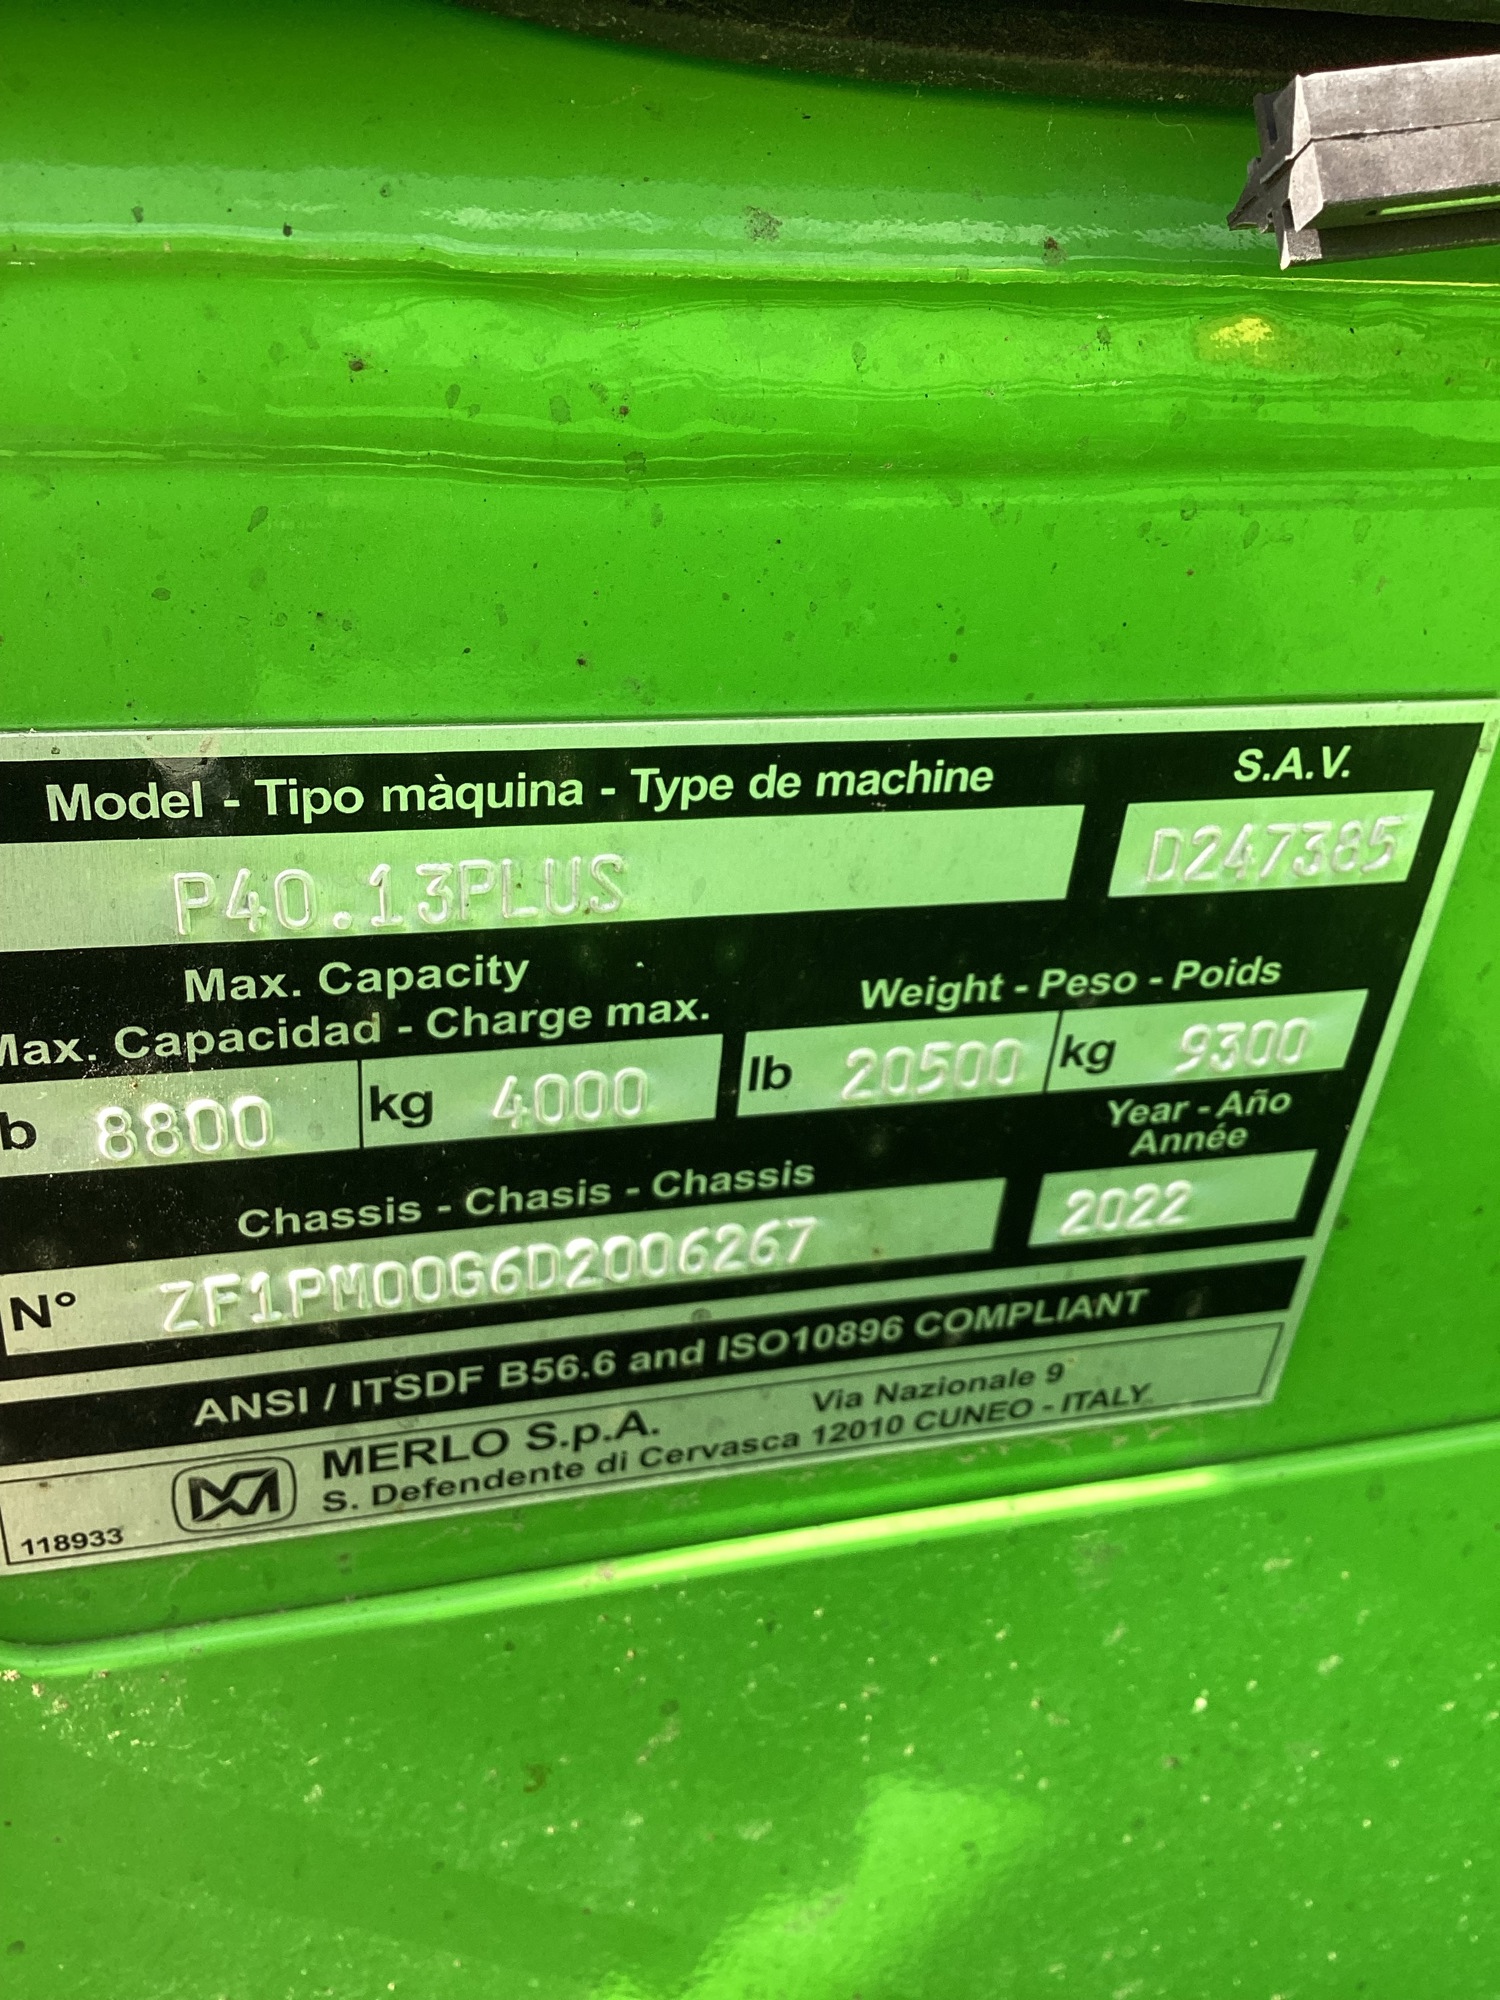 Model - Tipo màquina - Type de machine
S.A.V.
P40.13PLUS
D247385
Max. Capacity
Max. Capacidad - Charge max.
Weight - Peso - Poids
b 8800 kg 4000
lb 20500 kg 9300
Year - Año
Année
Chassis - Chasis - Chassis
2022
N° ZF1PM00G6D2006267
ANSI / ITSDF B56.6 and ISO10896 COMPLIANT
MERLO S.p.A.
Via Nazionale 9
S. Defendente di Cervasca 12010 CUNEO - ITALY
118933